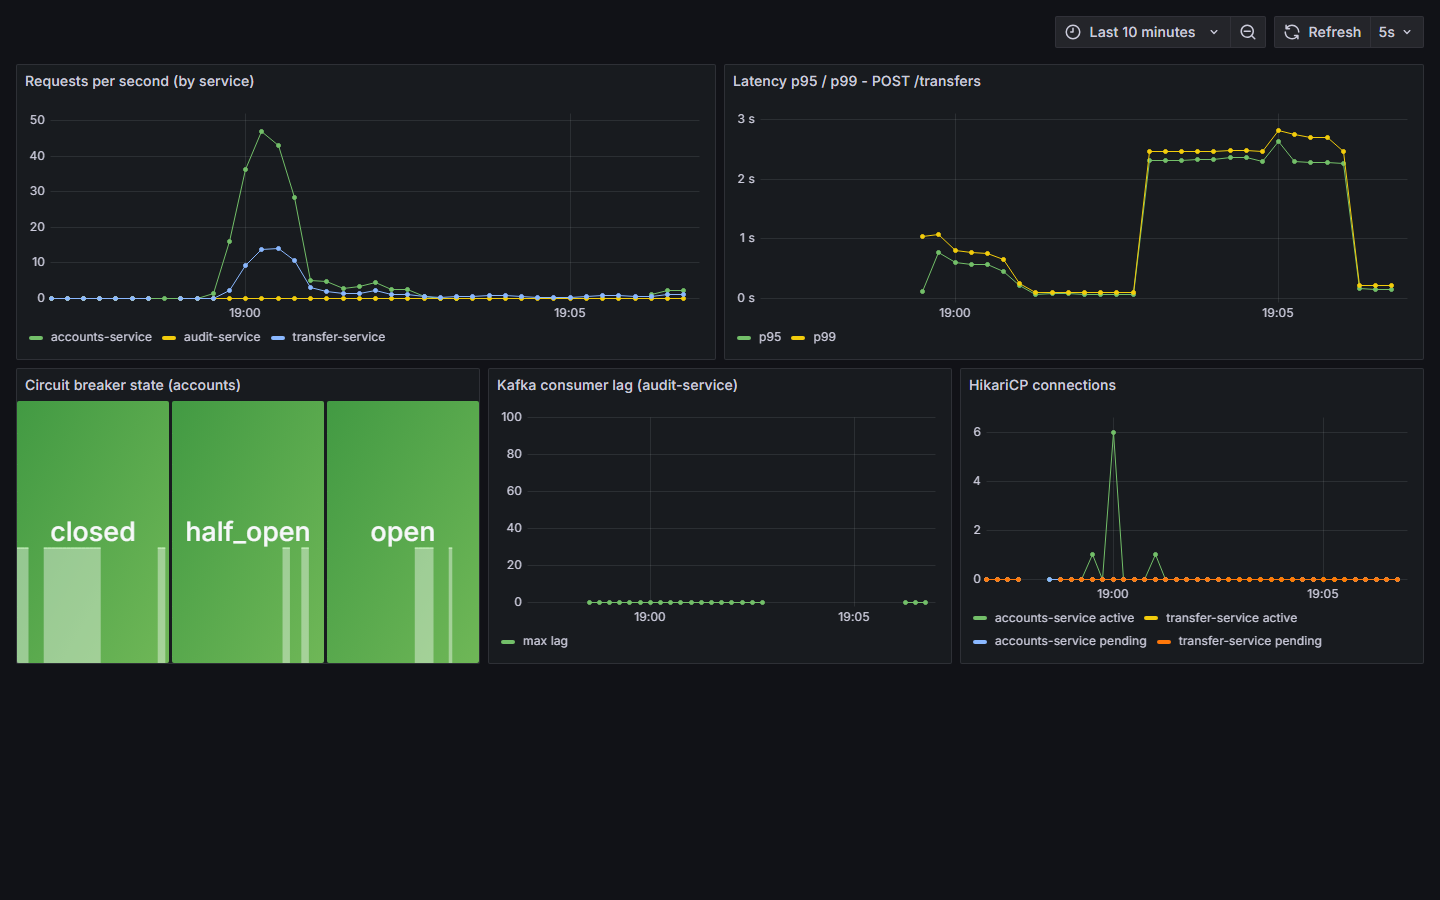 Last 10 minutes
Refresh
5s
Requests per second (by service)
50
40
30
20
10
0
19:00
19:05
accounts-service
audit-service
transfer-service
Latency p95 / p99 - POST /transfers
3 s
2 s
1 s
0 s
19:00
19:05
p95
p99
Circuit breaker state (accounts)
closed
half_open
open
Kafka consumer lag (audit-service)
100
80
60
40
20
0
19:00
19:05
max lag
HikariCP connections
6
4
2
0
19:00
19:05
accounts-service active
transfer-service active
accounts-service pending
transfer-service pending